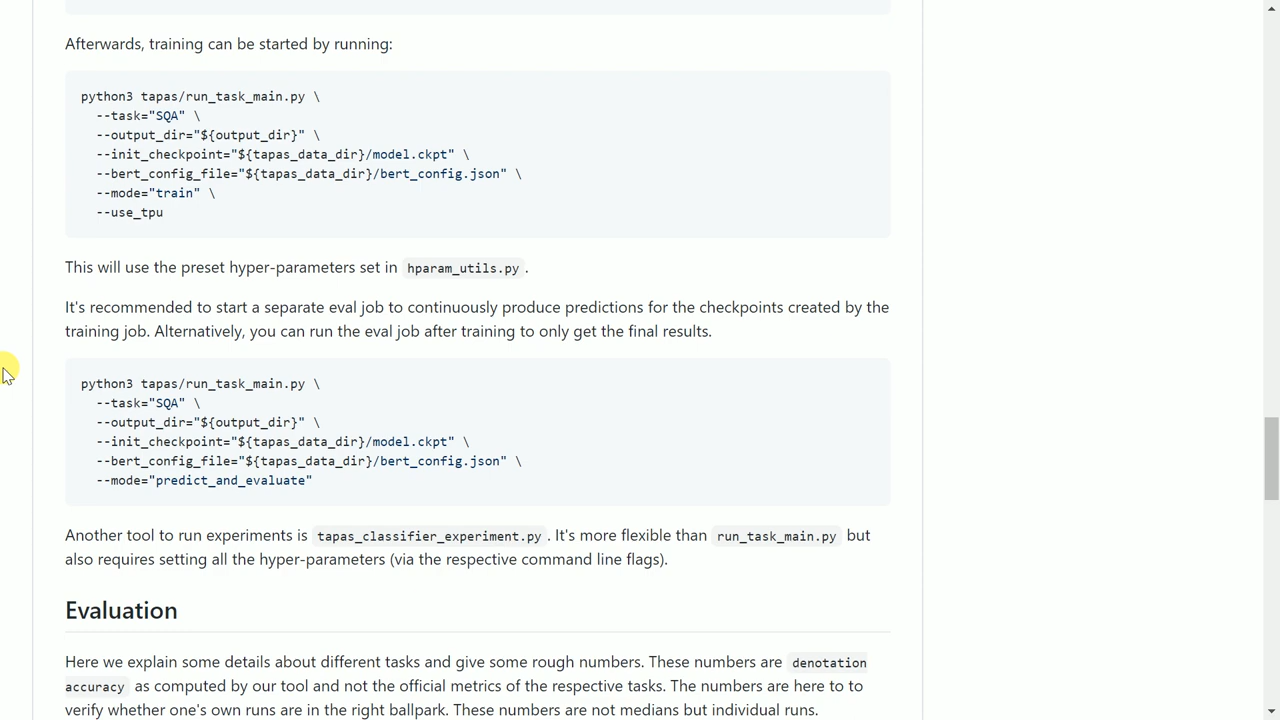 Afterwards, training can be started by running:
python3 tapas/run_task_main.py \
--task="SQA" \
--output_dir="${output_dir}" \
--init_checkpoint="${tapas_data_dir}/model.ckpt" \
--bert_config_file="${tapas_data_dir}/bert_config.json" \
--mode="train" \
--use_tpu
This will use the preset hyper-parameters set in hparam_utils.py .
It's recommended to start a separate eval job to continuously produce predictions for the checkpoints created by the
training job. Alternatively, you can run the eval job after training to only get the final results.
python3 tapas/run_task_main.py \
--task="SQA" \
--output_dir="${output_dir}" \
--init_checkpoint="${tapas_data_dir}/model.ckpt" \
--bert_config_file="${tapas_data_dir}/bert_config.json" \
--mode="predict_and_evaluate"
Another tool to run experiments is tapas_classifier_experiment.py . It's more flexible than run_task_main.py but
also requires setting all the hyper-parameters (via the respective command line flags).
Evaluation
Here we explain some details about different tasks and give some rough numbers. These numbers are denotation
accuracy as computed by our tool and not the official metrics of the respective tasks. The numbers are here to to
verify whether one's own runs are in the right ballpark. These numbers are not medians but individual runs.